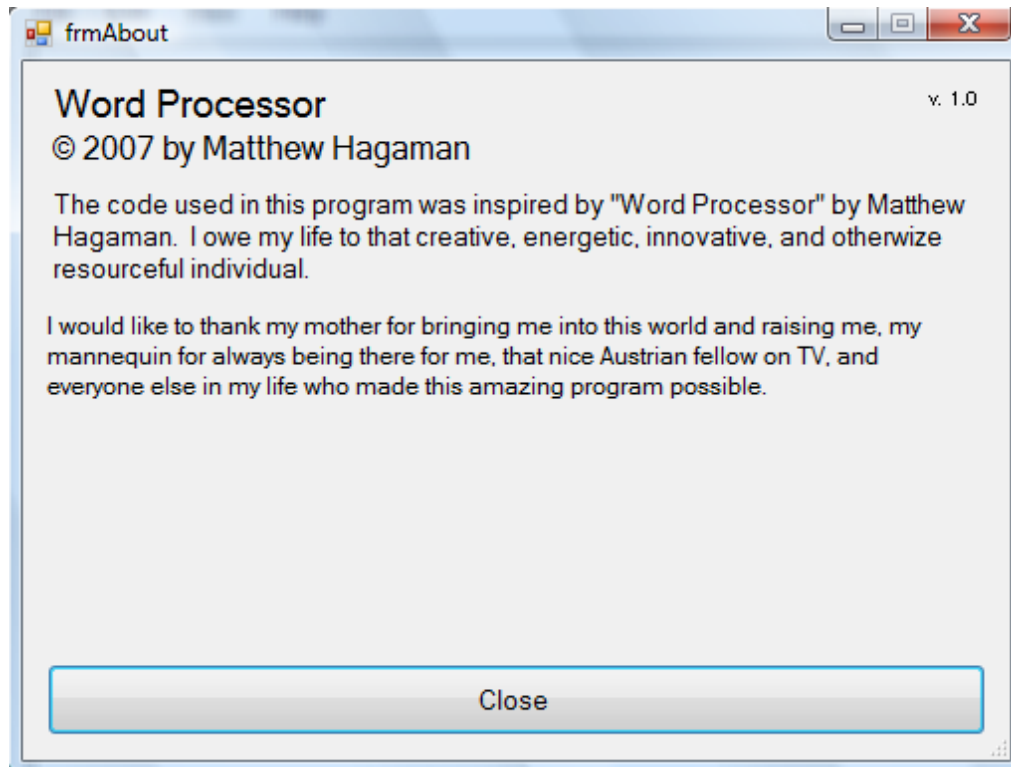 frmAbout
Word Processor
v. 1.0
© 2007 by Matthew Hagaman
The code used in this program was inspired by "Word Processor" by Matthew
Hagaman.  I owe my life to that creative, energetic, innovative, and otherwize
resourceful individual.
I would like to thank my mother for bringing me into this world and raising me, my
mannequin for always being there for me, that nice Austrian fellow on TV, and
everyone else in my life who made this amazing program possible.
Close